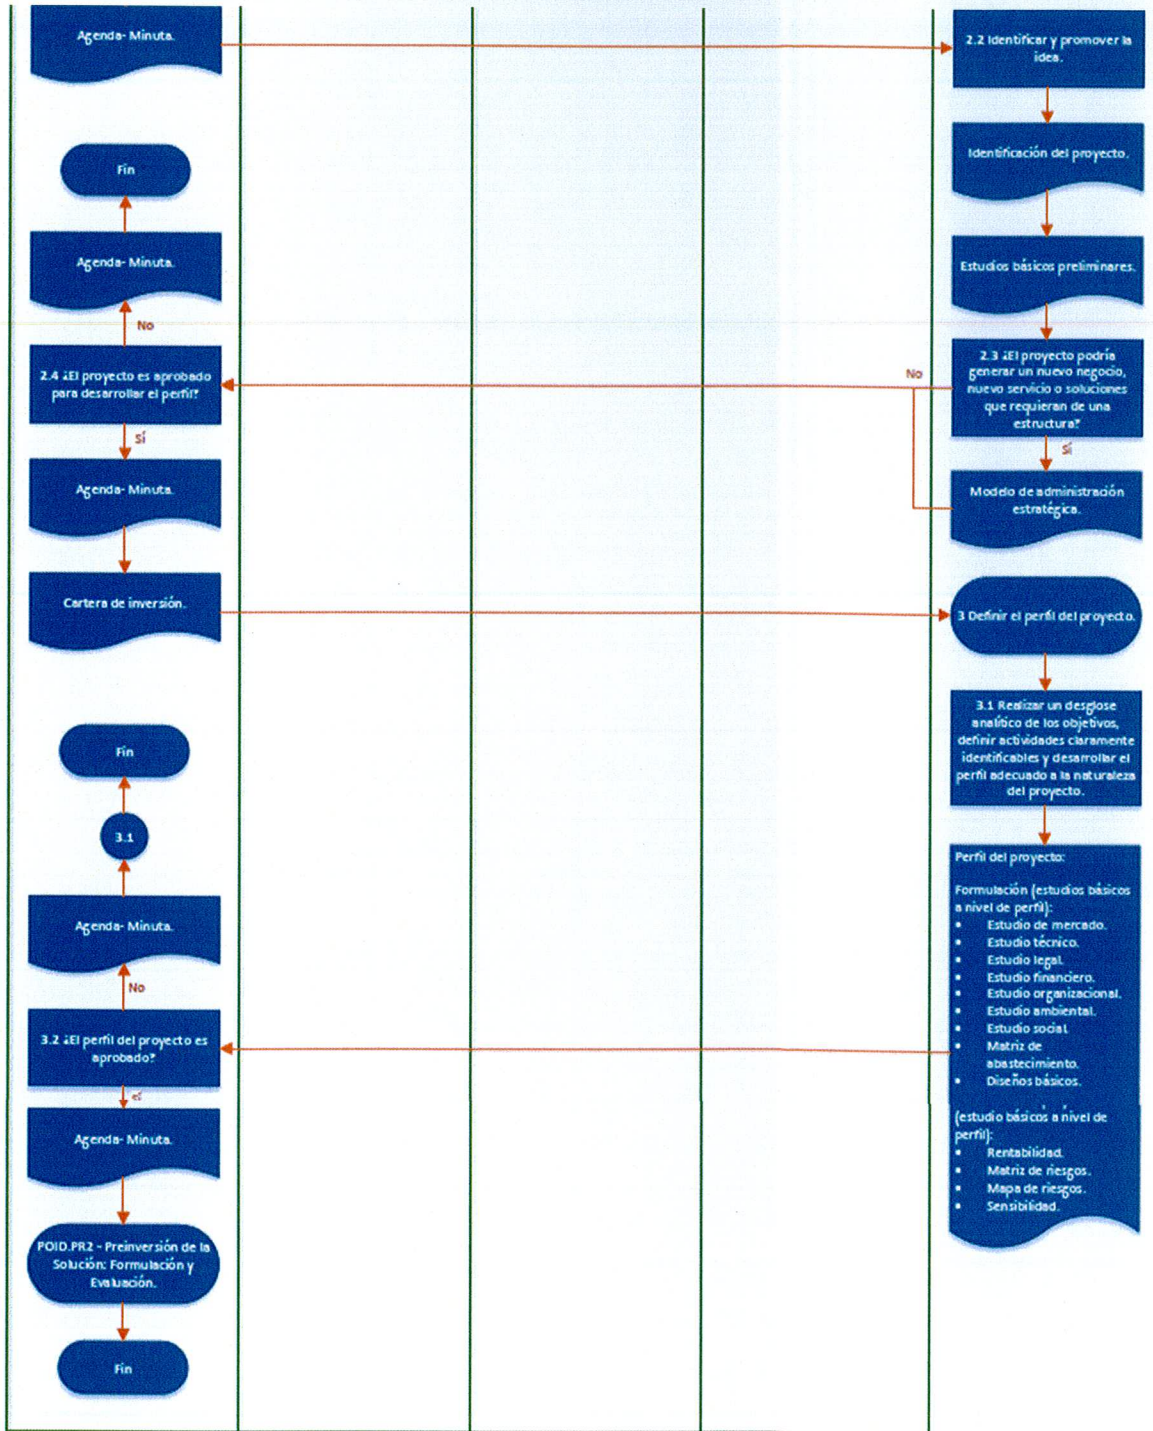 Agenda- Minuta.
2.2 Identificar y promover la
idea.
Identificación del proyecto.
Fin
Agenda- Minuta.
Estudios básicos preliminares.
No
2.4 ¿El proyecto es aprobado
para desarrollar el perfil?
No
2.3 ¿El proyecto podría
generar un nuevo negocio,
nuevo servicio o soluciones
que requieran de una
estructura?
Sí
Sí
Agenda- Minuta.
Modelo de administración
estratégica.
Cartera de inversión.
3 Definir el perfil del proyecto.
3.1 Realizar un desglose
analítico de los objetivos,
definir actividades claramente
identificables y desarrollar el
perfil adecuado a la naturaleza
del proyecto.
Fin
3.1
Agenda- Minuta.
No
3.2 ¿El perfil del proyecto es
aprobado?
Perfil del proyecto:
Formulación (estudios básicos
a nivel de perfil):
• Estudio de mercado.
• Estudio técnico.
• Estudio legal.
• Estudio financiero.
• Estudio organizacional.
• Estudio ambiental.
• Estudio social.
• Matriz de
abastecimiento.
• Diseños básicos.
(estudio básicos a nivel de
perfil):
• Rentabilidad.
• Matriz de riesgos.
• Mapa de riesgos.
• Sensibilidad.
Agenda- Minuta.
POID.PR2 - Preinversión de la
Solución: Formulación y
Evaluación.
Fin